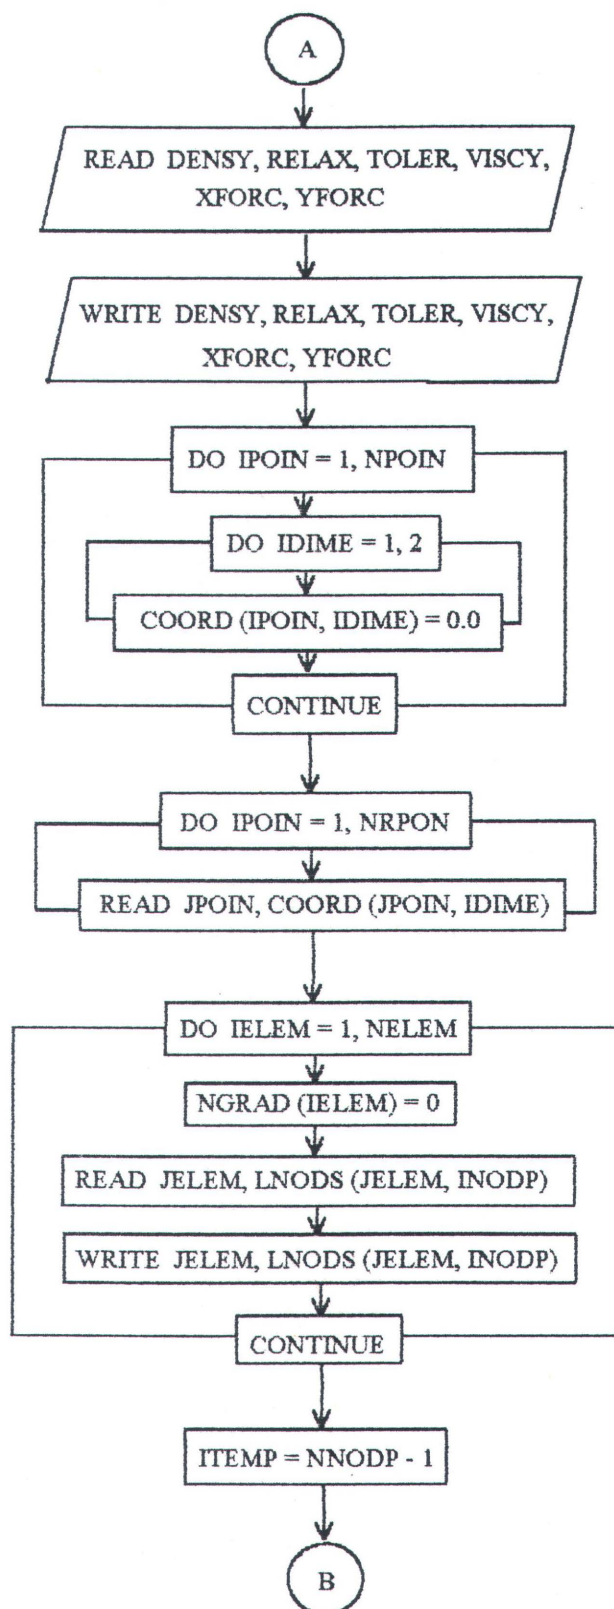 A
READ DENSY, RELAX, TOLER, VISCY,
XFORC, YFORC
WRITE DENSY, RELAX, TOLER, VISCY,
XFORC, YFORC
DO IPOIN = 1, NPOIN
DO IDIME = 1, 2
COORD (IPOIN, IDIME) = 0.0
CONTINUE
DO IPOIN = 1, NRPON
READ JPOIN, COORD (JPOIN, IDIME)
DO IELEM = 1, NELEM
NGRAD (IELEM) = 0
READ JELEM, LNODS (JELEM, INODP)
WRITE JELEM, LNODS (JELEM, INODP)
CONTINUE
ITEMP = NNODP - 1
B